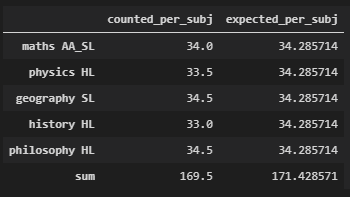 counted_per_subj expected_per_subj
maths AA_SL 34.0 34.285714
physics HL 33.5 34.285714
geography SL 34.5 34.285714
history HL 33.0 34.285714
philosophy HL 34.5 34.285714
sum 169.5 171.428571